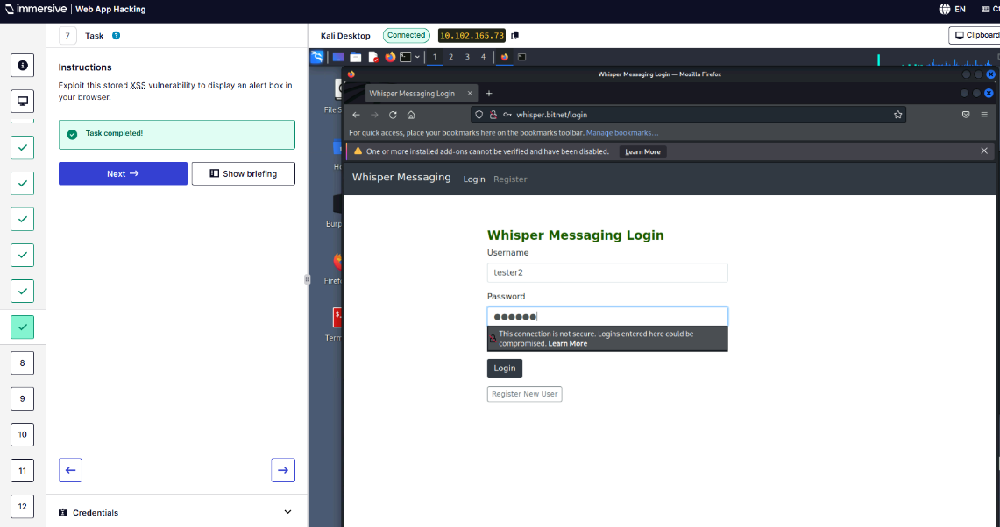 immersive | Web App Hacking
EN
7 Task ?
Kali Desktop Connected 10.102.165.73
Clipboard
Instructions
Exploit this stored XSS vulnerability to display an alert box in
your browser.
Task completed!
Next → Show briefing
8
9
10
11
12
← →
Credentials
1 2 3 4
Whisper Messaging Login — Mozilla Firefox
Whisper Messaging Login × +
whisper.bitnet/login
For quick access, place your bookmarks here on the bookmarks toolbar. Manage bookmarks...
One or more installed add-ons cannot be verified and have been disabled. Learn More
Whisper Messaging Login Register
File S
Burp
Firef
Term
Whisper Messaging Login
Username
tester2
Password
●●●●●●
This connection is not secure. Logins entered here could be
compromised. Learn More
Login
Register New User